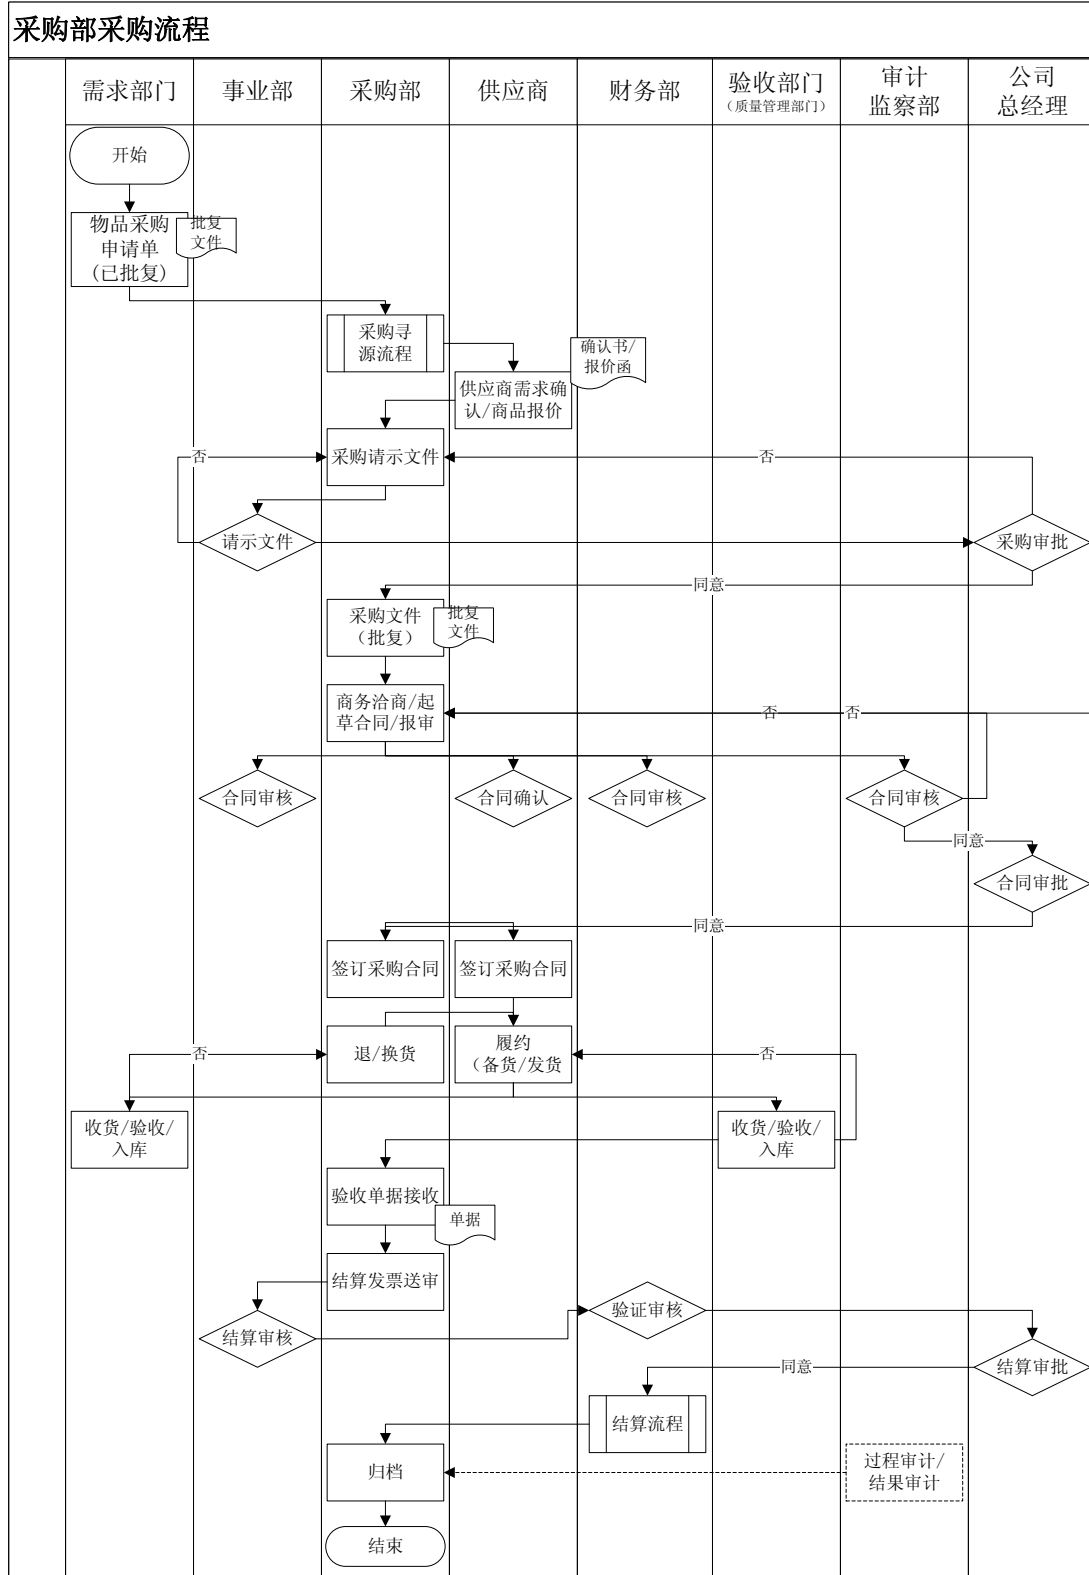 采购部采购流程
需求部门
事业部
采购部
供应商
财务部
验收部门
（质量管理部门）
审计
监察部
公司
总经理
开始
物品采购
申请单
(已批复)
批复
文件
采购寻
源流程
确认书/
报价函
供应商需求确
认/商品报价
否
采购请示文件
否
请示文件
采购审批
同意
采购文件
（批复）
批复
文件
商务洽商/起
草合同/报审
否
否
合同审核
合同确认
合同审核
合同审核
同意
合同审批
同意
签订采购合同
签订采购合同
否
退/换货
履约
（备货/发货
否
收货/验收/
入库
收货/验收/
入库
验收单据接收
单据
结算发票送审
结算审核
验证审核
同意
结算审批
结算流程
归档
过程审计/
结果审计
结束